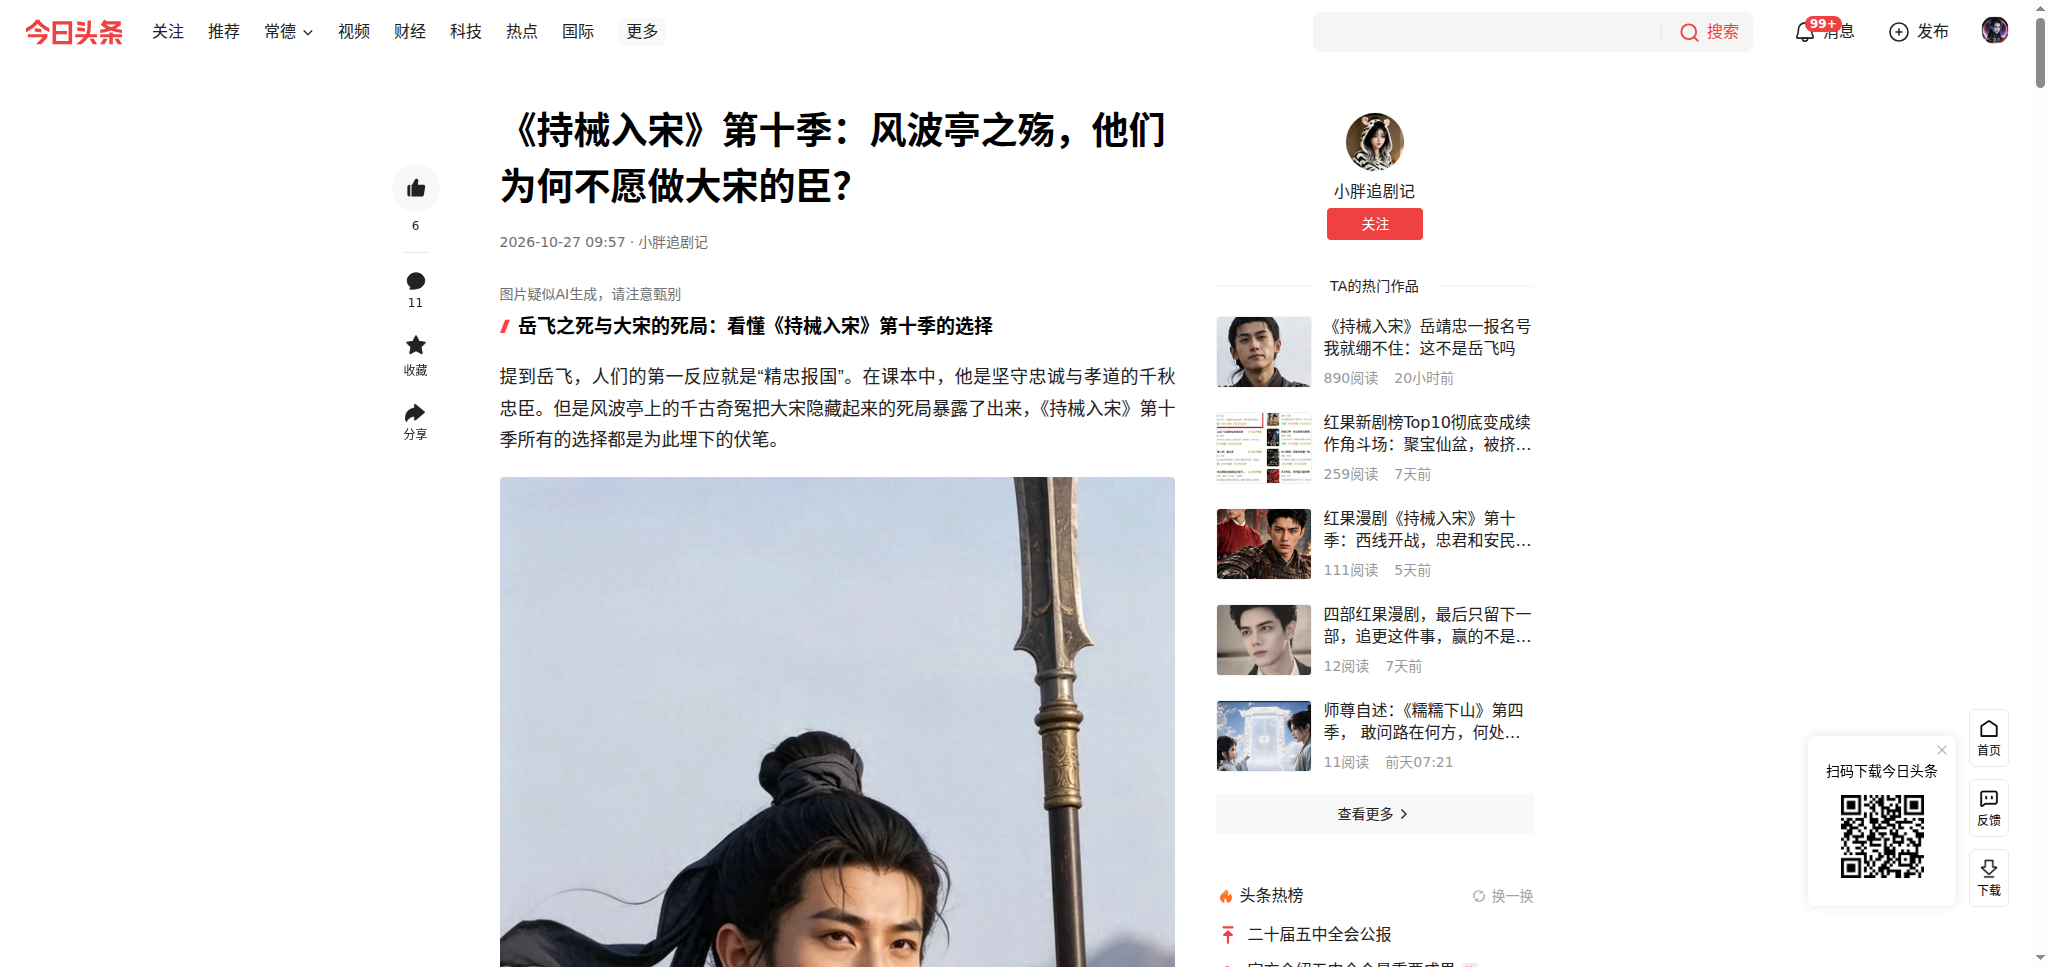 今日头条
关注
推荐
常德
视频
财经
科技
热点
国际
更多
搜索
99+
消息
发布
《持械入宋》第十季：风波亭之殇，他们
为何不愿做大宋的臣？
2026-10-27 09:57 · 小胖追剧记
6
11
收藏
分享
图片疑似AI生成，请注意甄别
岳飞之死与大宋的死局：看懂《持械入宋》第十季的选择
提到岳飞，人们的第一反应就是“精忠报国”。在课本中，他是坚守忠诚与孝道的千秋
忠臣。但是风波亭上的千古奇冤把大宋隐藏起来的死局暴露了出来，《持械入宋》第十
季所有的选择都是为此埋下的伏笔。
小胖追剧记
关注
TA的热门作品
《持械入宋》岳靖忠一报名号
我就绷不住：这不是岳飞吗
890阅读 20小时前
红果新剧榜Top10彻底变成续
作角斗场：聚宝仙盆，被挤...
259阅读 7天前
红果漫剧《持械入宋》第十
季：西线开战，忠君和安民...
111阅读 5天前
四部红果漫剧，最后只留下一
部，追更这件事，赢的不是...
12阅读 7天前
师尊自述：《糯糯下山》第四
季， 敢问路在何方，何处...
11阅读 前天07:21
查看更多
头条热榜
换一换
二十届五中全会公报
扫码下载今日头条
首页
反馈
下载